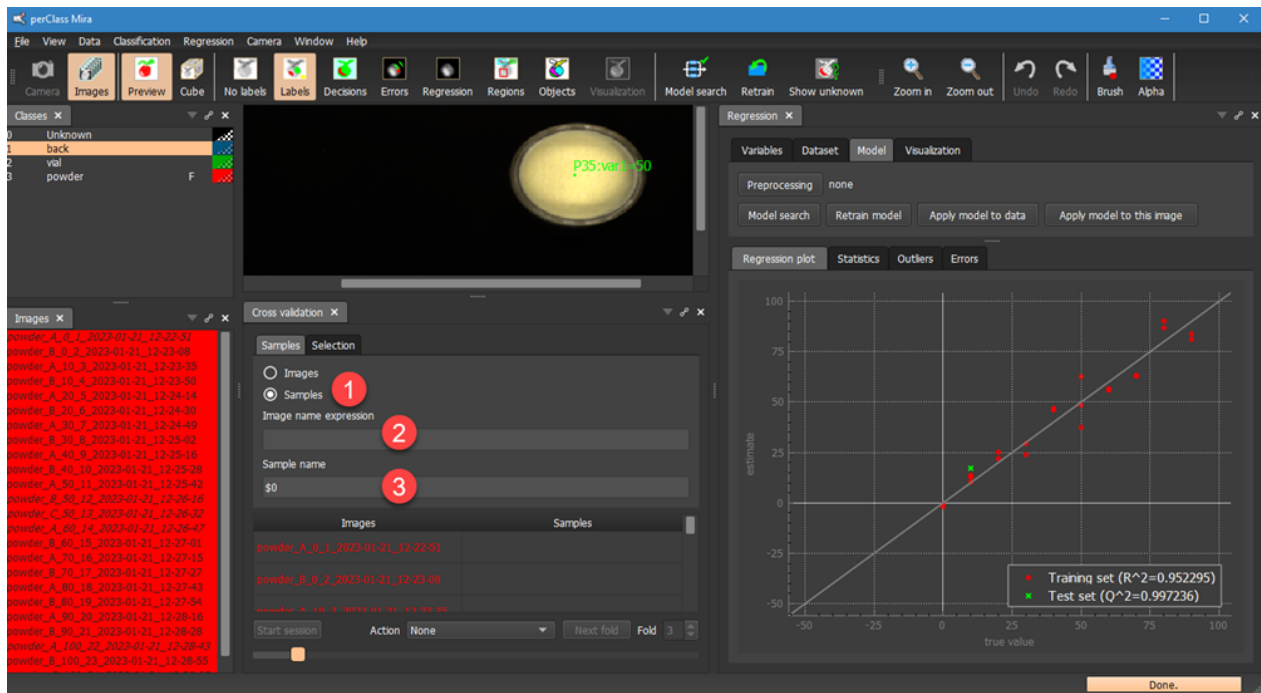 perClass Mira
File View Data Classification Regression Camera Window Help
Camera Images Preview Cube No labels Labels Decisions Errors Regression Regions Objects Visualization Model search Retrain Show unknown Zoom in Zoom out Undo Redo Brush Alpha
Classes
0 Unknown
1 back
2 vial
3 powder F
P35:var1=50
Images
powder_A_0_1_2023-01-21_12-22-51
powder_B_0_2_2023-01-21_12-23-08
powder_A_10_3_2023-01-21_12-23-35
powder_B_10_4_2023-01-21_12-23-50
powder_A_20_5_2023-01-21_12-24-14
powder_B_20_6_2023-01-21_12-24-30
powder_A_30_7_2023-01-21_12-24-49
powder_B_30_8_2023-01-21_12-25-02
powder_A_40_9_2023-01-21_12-25-16
powder_B_40_10_2023-01-21_12-25-28
powder_A_50_11_2023-01-21_12-25-42
powder_B_50_12_2023-01-21_12-26-16
powder_C_50_13_2023-01-21_12-26-32
powder_A_60_14_2023-01-21_12-26-47
powder_B_60_15_2023-01-21_12-27-01
powder_A_70_16_2023-01-21_12-27-15
powder_B_70_17_2023-01-21_12-27-27
powder_A_80_18_2023-01-21_12-27-43
powder_B_80_19_2023-01-21_12-27-54
powder_A_90_20_2023-01-21_12-28-16
powder_B_90_21_2023-01-21_12-28-28
powder_A_100_22_2023-01-21_12-28-43
powder_B_100_23_2023-01-21_12-28-55
Cross validation
Samples Selection
Images
Samples 1
Image name expression
2
Sample name
$0 3
Images Samples
powder_A_0_1_2023-01-21_12-22-51
powder_B_0_2_2023-01-21_12-23-08
Start session Action None Next fold Fold 3
Regression
Variables Dataset Model Visualization
Preprocessing none
Model search Retrain model Apply model to data Apply model to this image
Regression plot Statistics Outliers Errors
100
75
50
25
0
-25
-50
estimate
-50 -25 0 25 50 75 100
true value
Training set (R^2=0.952295)
Test set (Q^2=0.997236)
Done.